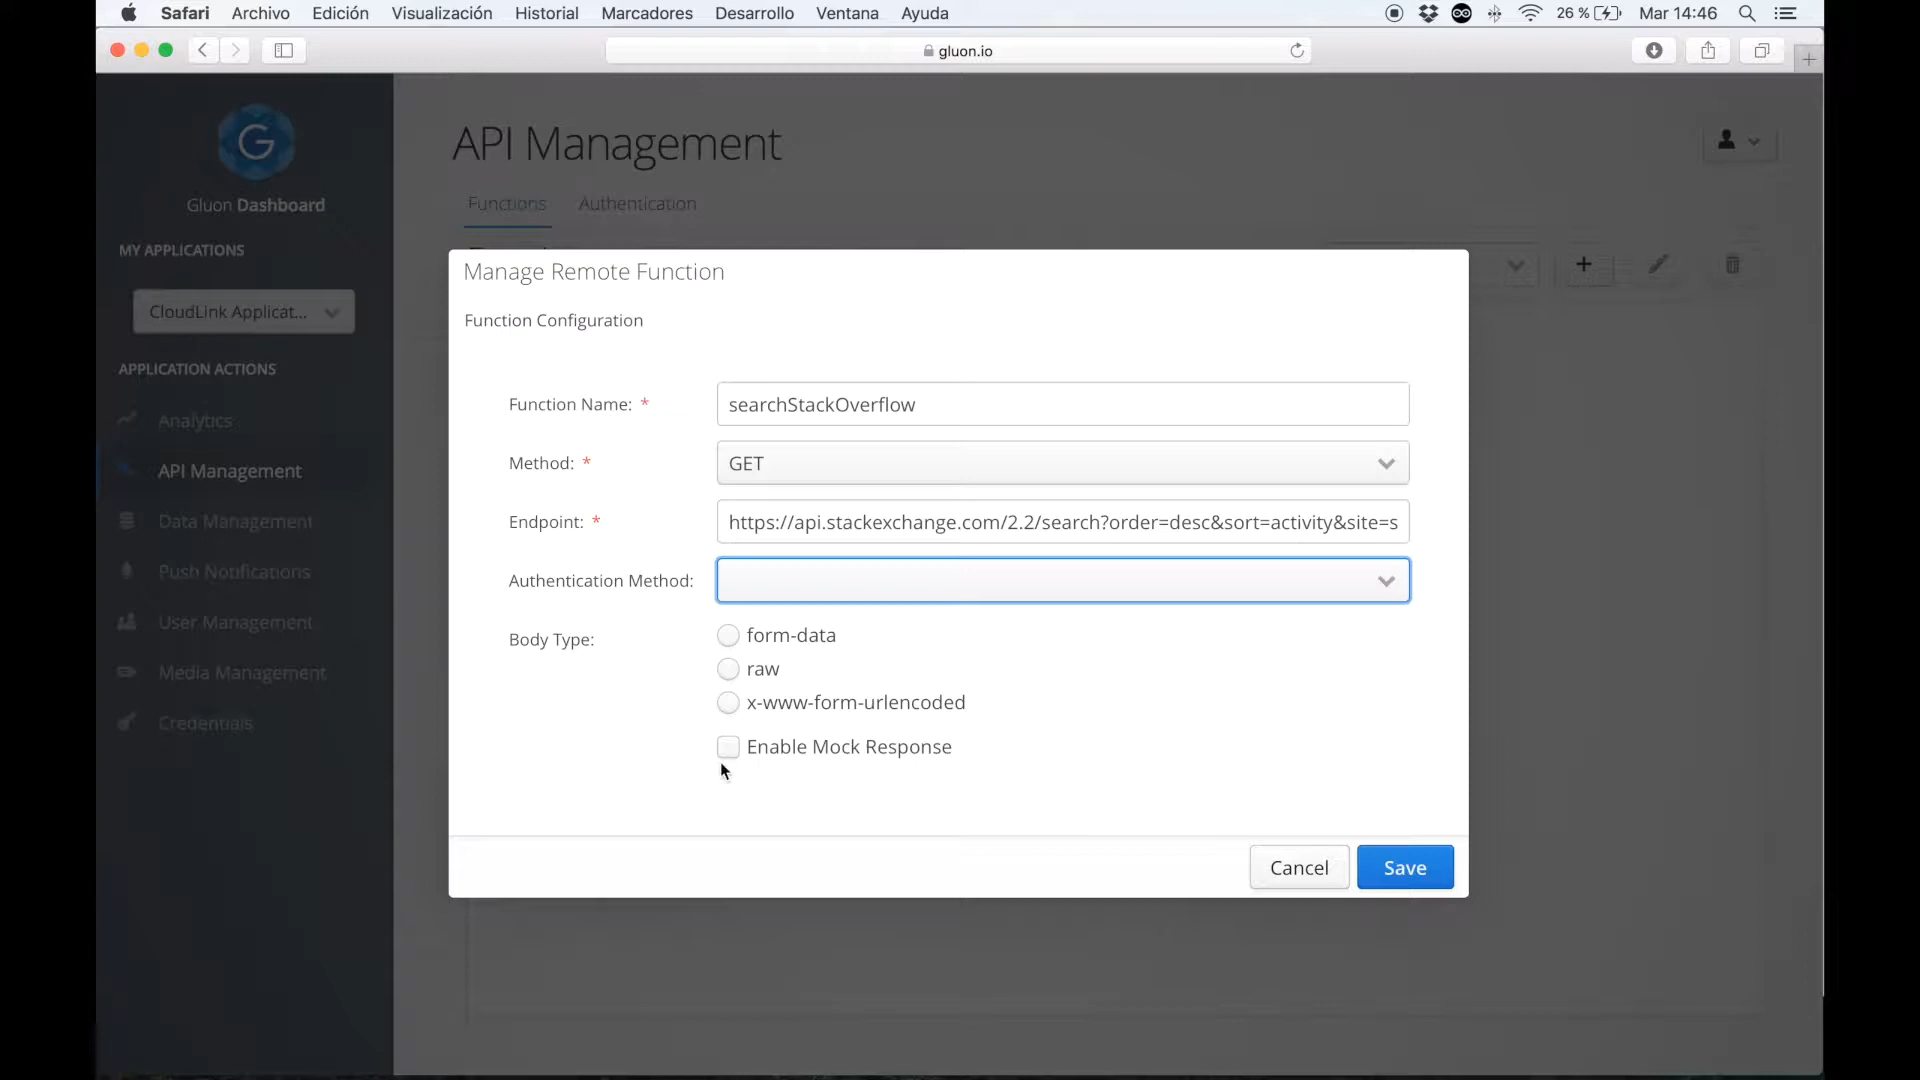 Safari Archivo Edición Visualización Historial Marcadores Desarrollo Ventana Ayuda 26 % Mar 14:46
gluon.io
G
Gluon Dashboard
MY APPLICATIONS
CloudLink Applicat...
APPLICATION ACTIONS
Analytics
API Management
Data Management
Push Notifications
User Management
Media Management
Credentials
API Management
Functions Authentication
Manage Remote Function
Function Configuration
Function Name: * searchStackOverflow
Method: * GET
Endpoint: * https://api.stackexchange.com/2.2/search?order=desc&sort=activity&site=s
Authentication Method:
Body Type: form-data
raw
x-www-form-urlencoded
Enable Mock Response
Cancel Save